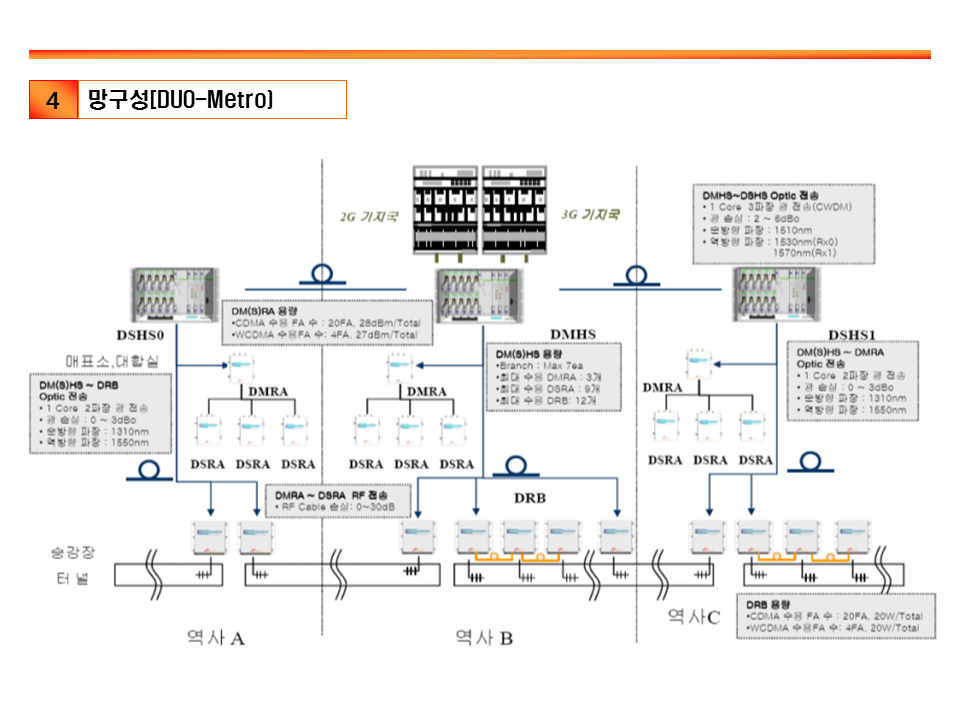 4
망구성(DUO-Metro)
2G 기지국
3G 기지국
DMHS~DSHS Optic 전송
• 1 Core 3파장 광 전송(CWDM)
• 광 손실 : 2 ~ 6dBo
• 순방향 파장 : 1510nm
• 역방향 파장 : 1530nm(Rx0)
1570nm(Rx1)
DSHS0
DM(S)RA 용량
•CDMA 수용 FA 수 : 20FA, 28dBm/Total
•WCDMA 수용FA 수: 4FA, 27dBm/Total
DMHS
DSHS1
매표소,대합실
DM(S)HS ~ DRB
Optic 전송
• 1 Core 2파장 광 전송
• 광 손실 : 0 ~ 3dBo
• 순방향 파장 : 1310nm
• 역방향 파장 : 1550nm
DM(S)HS 용량
•Branch : Max 7ea
•최대 수용 DMRA : 3개
•최대 수용 DSRA : 9개
•최대 수용 DRB: 12개
DM(S)HS ~ DMRA
Optic 전송
• 1 Core 2파장 광 전송
• 광 손실 : 0 ~ 3dBo
• 순방향 파장 : 1310nm
• 역방향 파장 : 1550nm
DMRA
DMRA
DMRA
DSRA DSRA DSRA
DSRA DSRA DSRA
DSRA DSRA DSRA
DMRA ~ DSRA RF 전송
• RF Cable 손실: 0~30dB
DRB
승강장
터 널
DRB 용량
•CDMA 수용 FA 수 : 20FA, 20W/Total
•WCDMA 수용FA 수: 4FA, 20W/Total
역사 A
역사 B
역사C